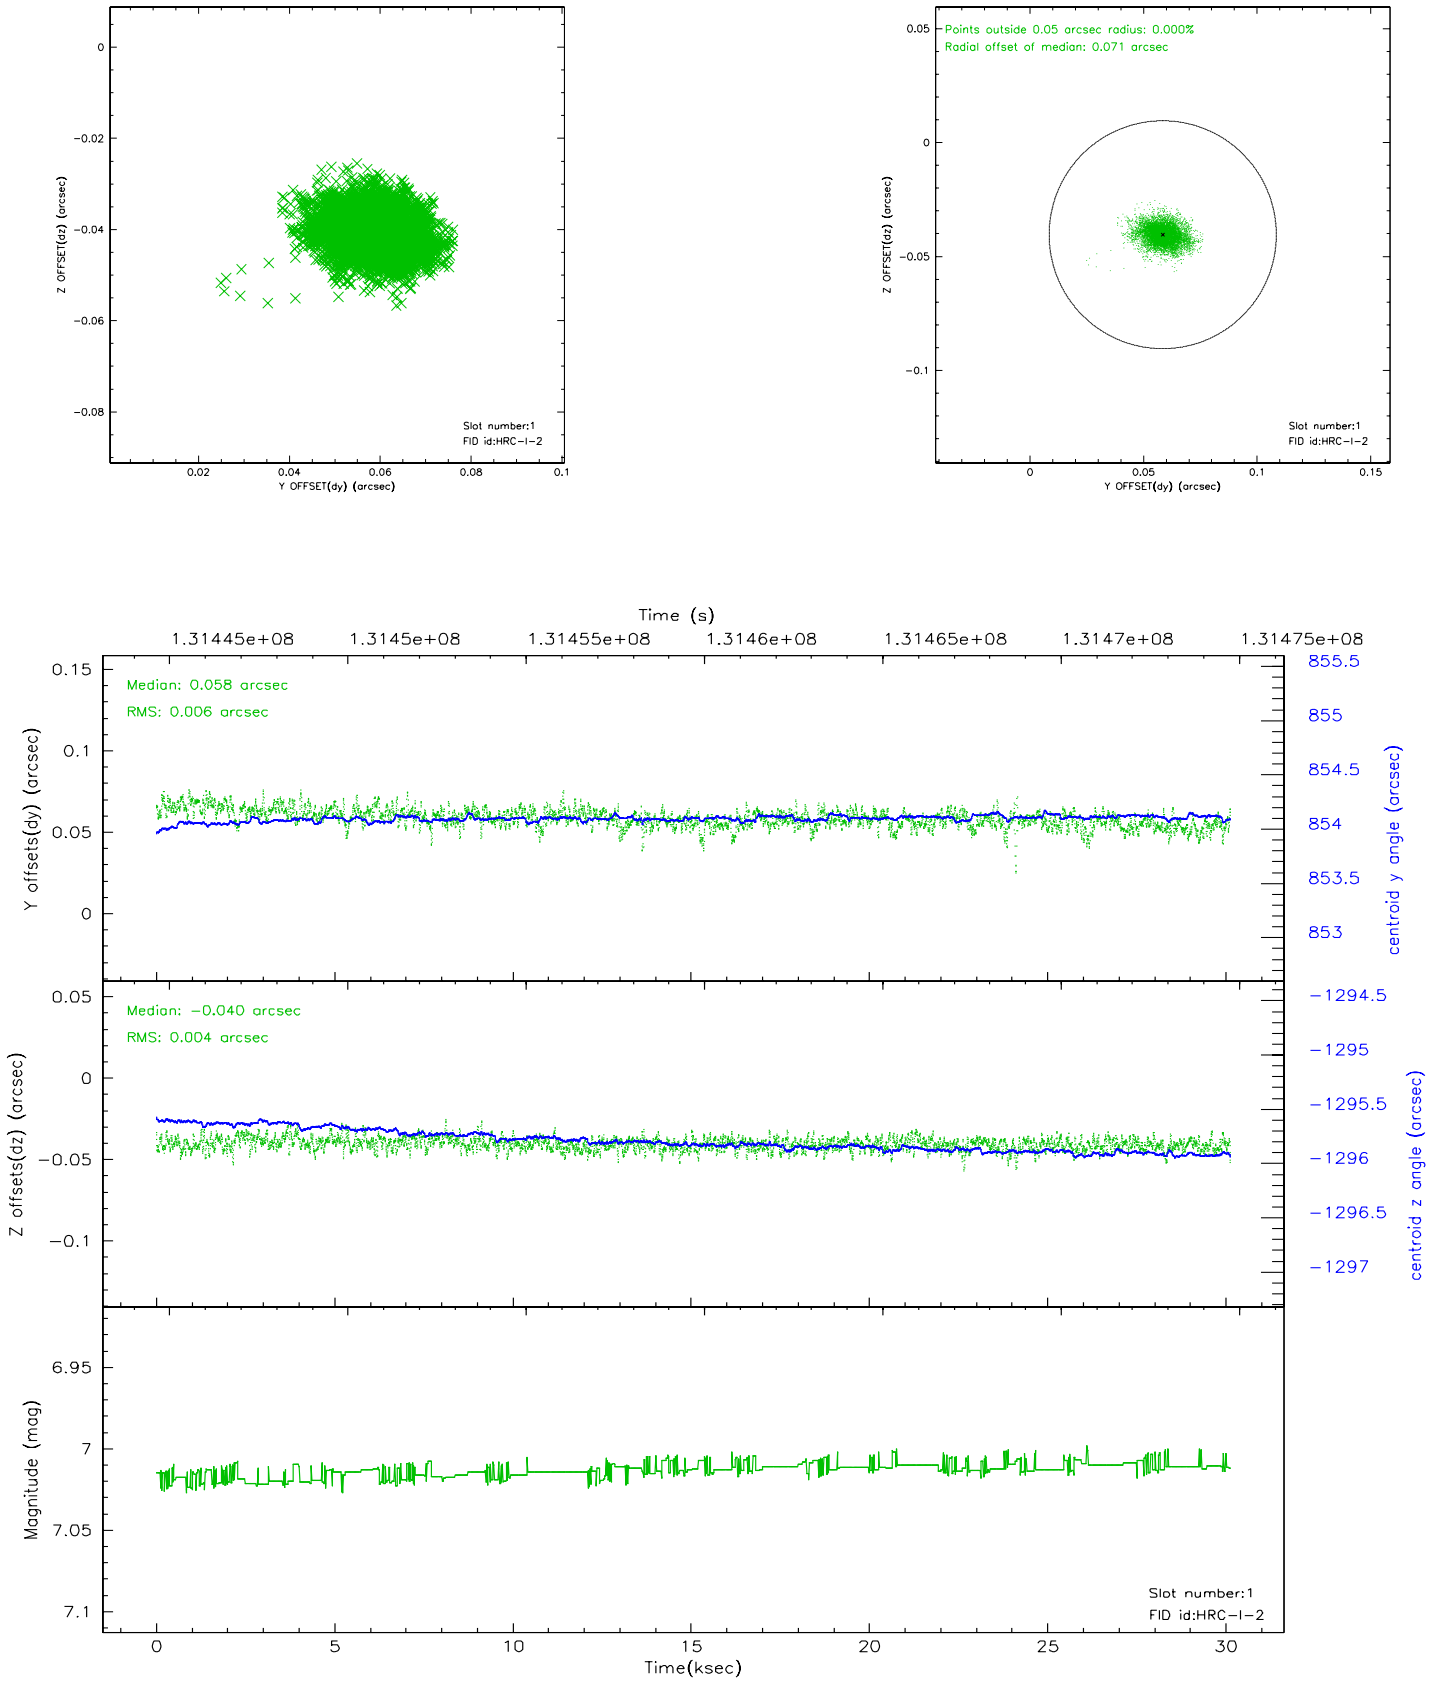 0
-0.02
-0.04
-0.06
-0.08
Z OFFSET(dz) (arcsec)
0.02 0.04 0.06 0.08 0.1
Y OFFSET(dy) (arcsec)
Slot number:1
FID id:HRC-I-2
Points outside 0.05 arcsec radius: 0.000%
Radial offset of median: 0.071 arcsec
0.05
0
-0.05
-0.1
Z OFFSET(dz) (arcsec)
0 0.05 0.1 0.15
Y OFFSET(dy) (arcsec)
Slot number:1
FID id:HRC-I-2
Time (s)
1.31445e+08 1.3145e+08 1.31455e+08 1.3146e+08 1.31465e+08 1.3147e+08 1.31475e+08
Median: 0.058 arcsec
RMS: 0.006 arcsec
0.15
0.1
0.05
0
Y offsets(dy) (arcsec)
855.5
855
854.5
854
853.5
853
centroid y angle (arcsec)
Median: -0.040 arcsec
RMS: 0.004 arcsec
0.05
0
-0.05
-0.1
Z offsets(dz) (arcsec)
-1294.5
-1295
-1295.5
-1296
-1296.5
-1297
centroid z angle (arcsec)
6.95
7
7.05
7.1
Magnitude (mag)
Slot number:1
FID id:HRC-I-2
0 5 10 15 20 25 30
Time(ksec)